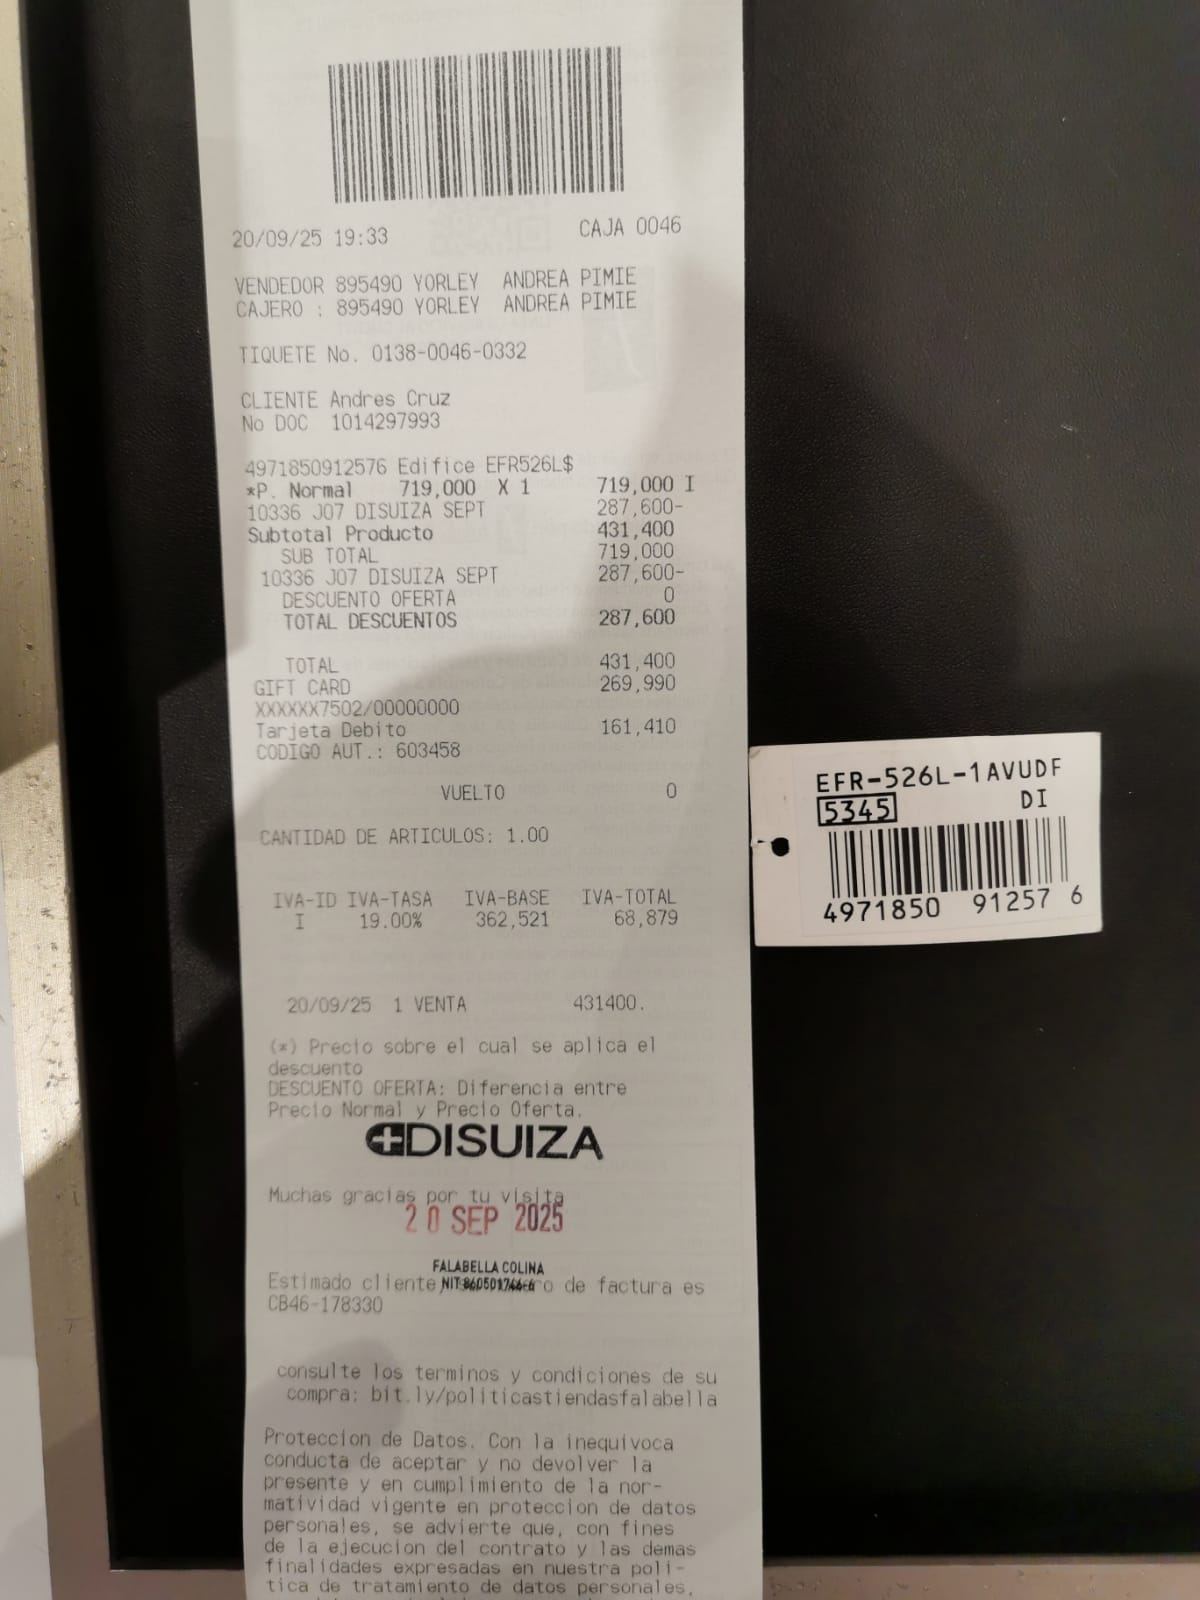 20/09/25 19:33 CAJA 0046
VENDEDOR 895490 YORLEY ANDREA PIMIE
CAJERO : 895490 YORLEY ANDREA PIMIE
TIQUETE No. 0138-0046-0332
CLIENTE Andres Cruz
No DOC 1014297993
4971850912576 Edifice EFR526L$
*P. Normal 719,000 X 1 719,000 I
10336 J07 DISUIZA SEPT 287,600-
Subtotal Producto 431,400
SUB TOTAL 719,000
10336 J07 DISUIZA SEPT 287,600-
DESCUENTO OFERTA 0
TOTAL DESCUENTOS 287,600
TOTAL 431,400
GIFT CARD 269,990
XXXXXX7502/00000000
Tarjeta Debito 161,410
CODIGO AUT.: 603458
VUELTO 0
CANTIDAD DE ARTICULOS: 1.00
IVA-ID IVA-TASA IVA-BASE IVA-TOTAL
I 19.00% 362,521 68,879
20/09/25 1 VENTA 431400.
(*) Precio sobre el cual se aplica el
descuento
DESCUENTO OFERTA: Diferencia entre
Precio Normal y Precio Oferta.
DISUIZA
Muchas gracias por tu visita
20 SEP 2025
FALABELLA COLINA
NIT 860501746-6
Estimado cliente, de factura es
CB46-178330
consulte los terminos y condiciones de su
compra: bit.ly/politicastiendasfalabella
Proteccion de Datos. Con la inequivoca
conducta de aceptar y no devolver la
presente y en cumplimiento de la nor-
matividad vigente en proteccion de datos
personales, se advierte que, con fines
de la ejecucion del contrato y las demas
finalidades expresadas en nuestra poli-
tica de tratamiento de datos personales,
EFR-526L-1AVUDF
5345 DI
4971850 91257 6